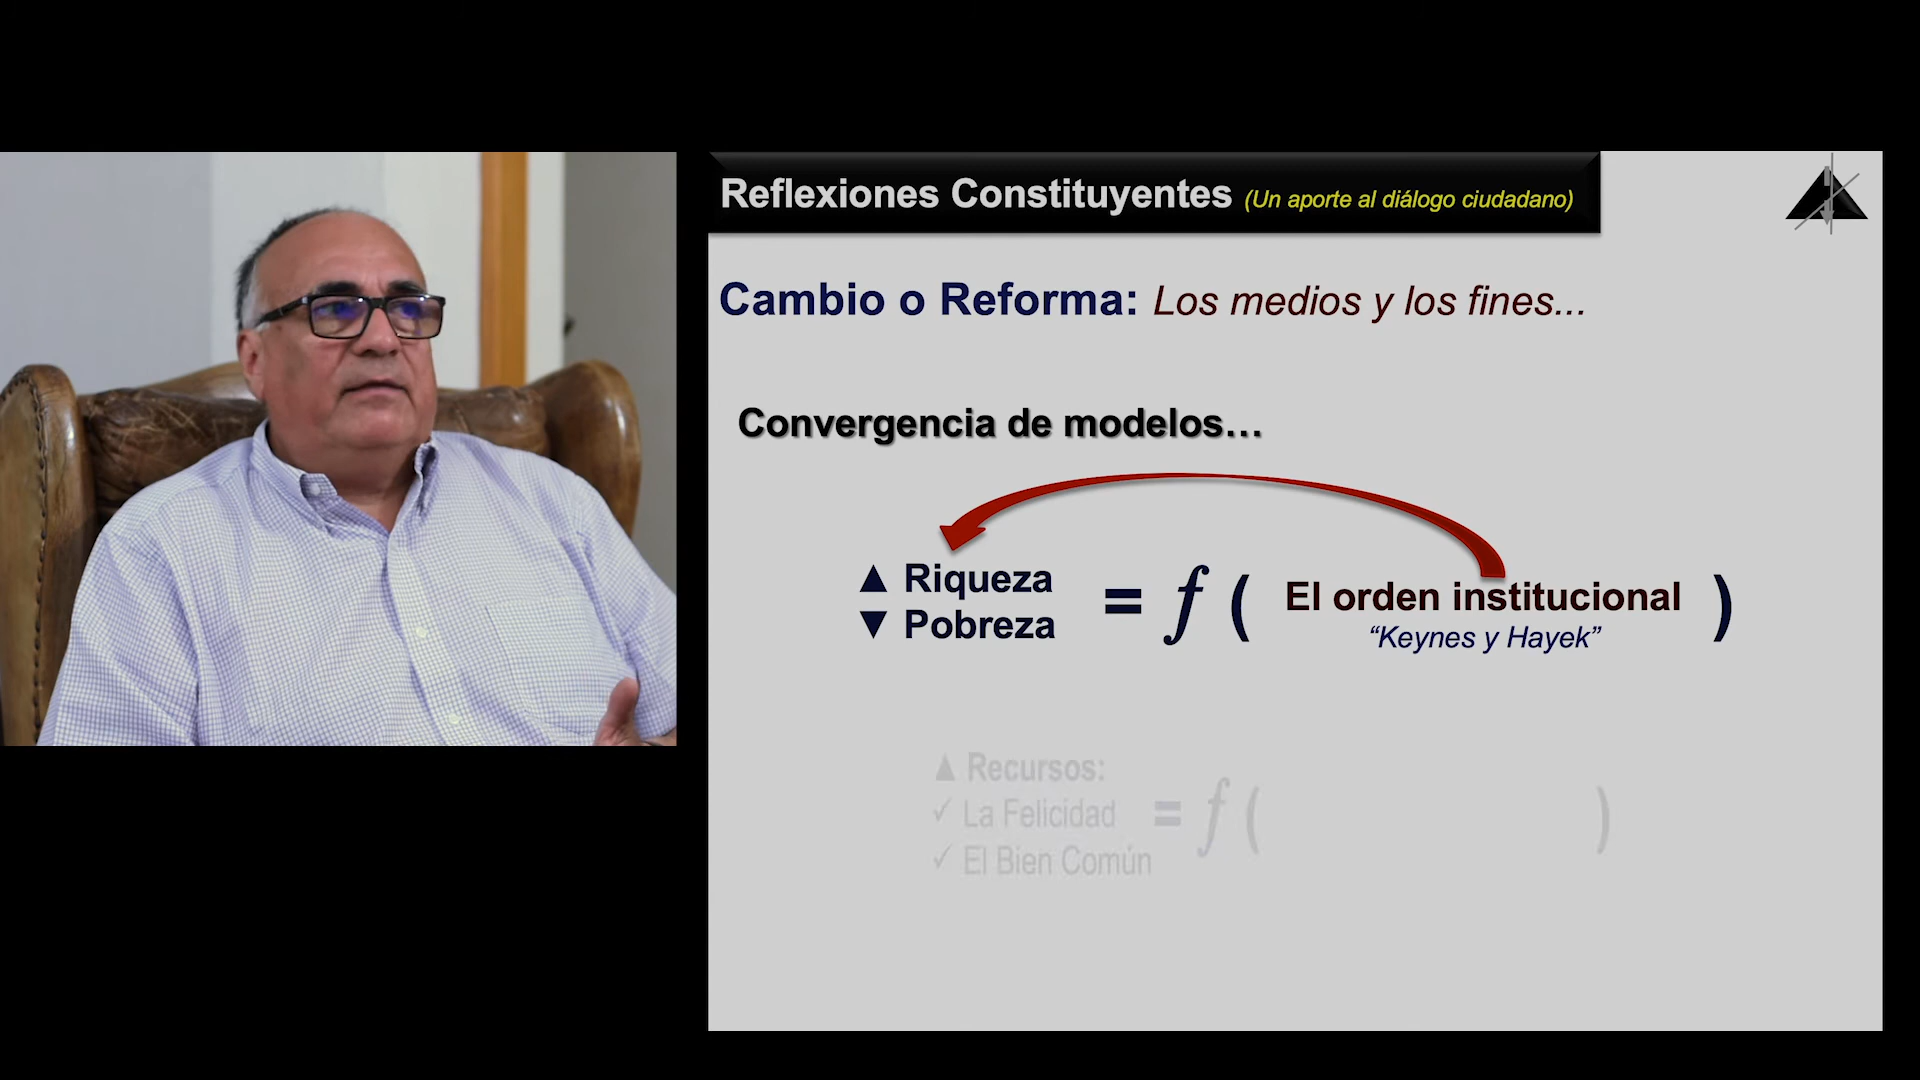 Reflexiones Constituyentes (Un aporte al diálogo ciudadano)
Cambio o Reforma: Los medios y los fines...
Convergencia de modelos...
▲ Riqueza
▼ Pobreza
= f ( El orden institucional )
“Keynes y Hayek”
▲ Recursos:
✓ La Felicidad
✓ El Bien Común
= f ( )